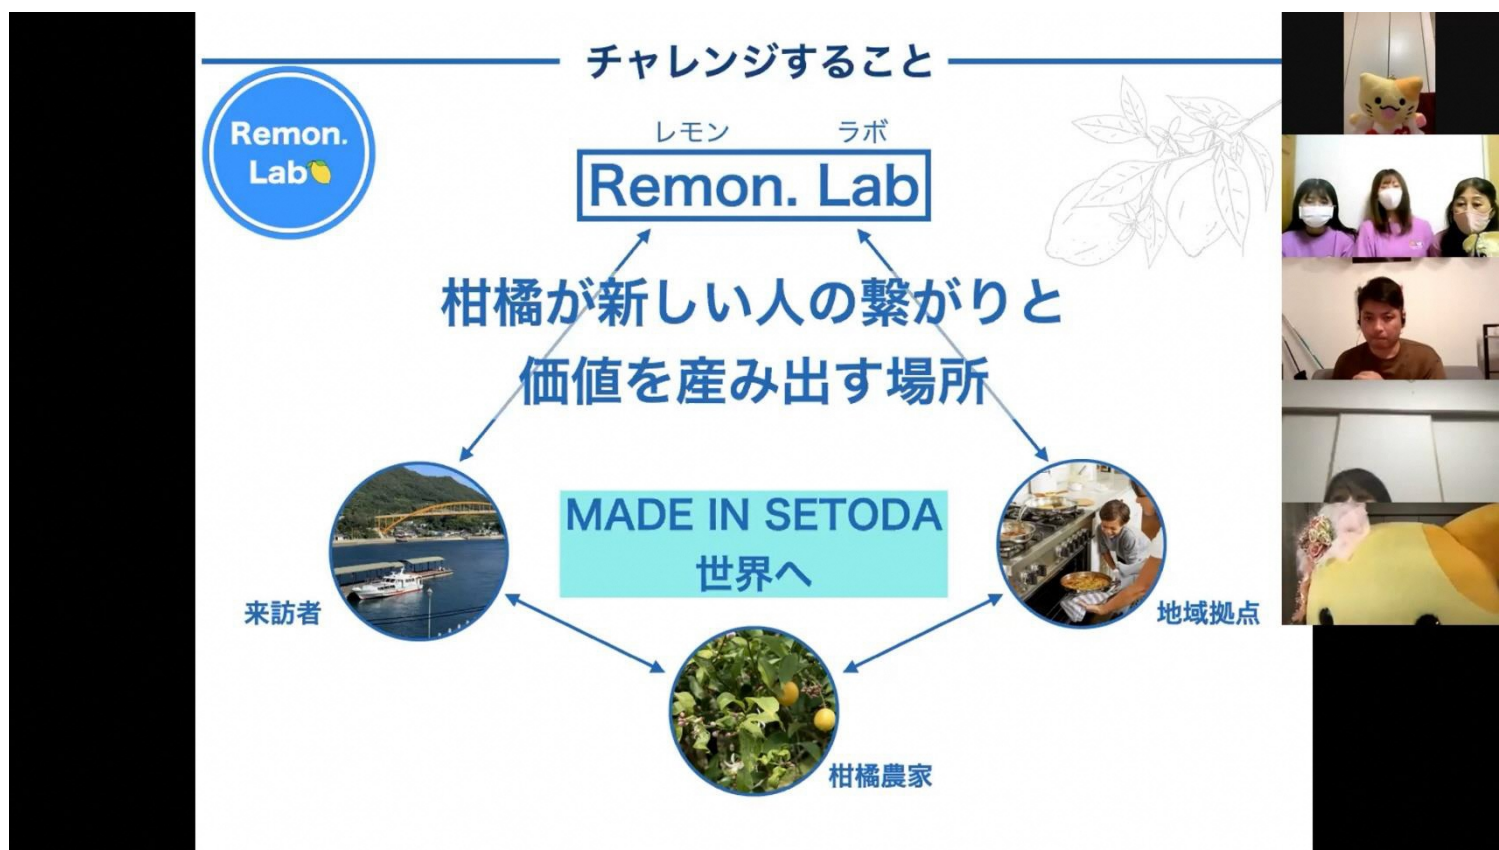 チャレンジすること
Remon.
Lab
レモン ラボ
Remon. Lab
柑橘が新しい人の繋がりと
価値を産み出す場所
MADE IN SETODA
世界へ
来訪者
地域拠点
柑橘農家